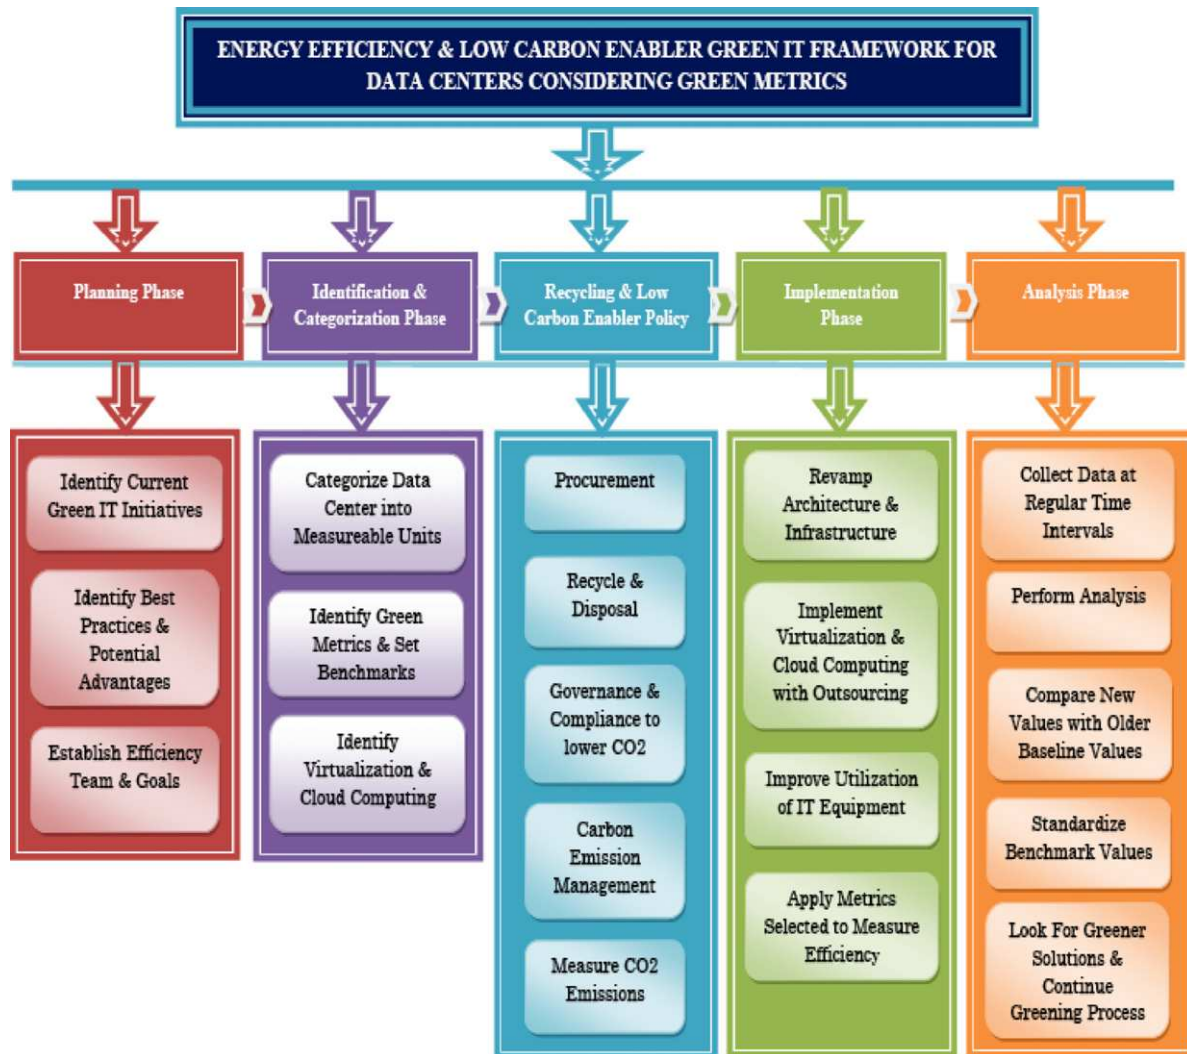 ENERGY EFFICIENCY & LOW CARBON ENABLER GREEN IT FRAMEWORK FOR
DATA CENTERS CONSIDERING GREEN METRICS
Planning Phase
Identification &
Categorization Phase
Recycling & Low
Carbon Enabler Policy
Implementation
Phase
Analysis Phase
Identify Current
Green IT Initiatives
Identify Best
Practices &
Potential
Advantages
Establish Efficiency
Team & Goals
Categorize Data
Center into
Measureable Units
Identify Green
Metrics & Set
Benchmarks
Identify
Virtualization &
Cloud Computing
Procurement
Recycle &
Disposal
Governance &
Compliance to
lower CO2
Carbon
Emission
Management
Measure CO2
Emissions
Revamp
Architecture &
Infrastructure
Implement
Virtualization &
Cloud Computing
with Outsourcing
Improve Utilization
of IT Equipment
Apply Metrics
Selected to Measure
Efficiency
Collect Data at
Regular Time
Intervals
Perform Analysis
Compare New
Values with Older
Baseline Values
Standardize
Benchmark Values
Look For Greener
Solutions &
Continue
Greening Process